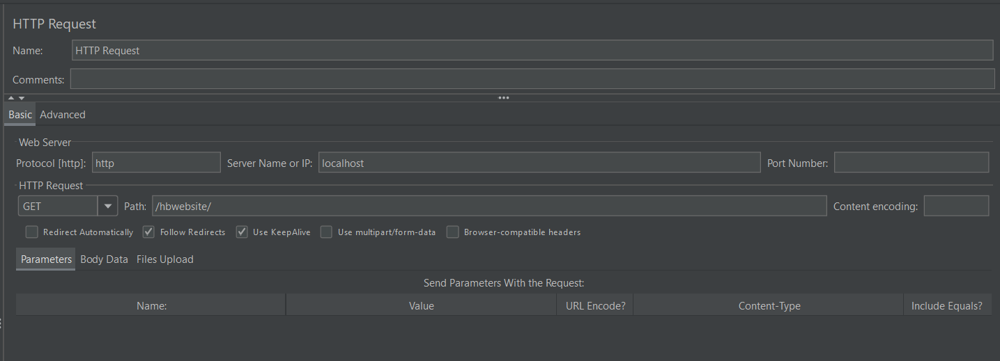 HTTP Request
Name: HTTP Request
Comments:
Basic Advanced
Web Server
Protocol [http]: http Server Name or IP: localhost Port Number:
HTTP Request
GET Path: /hbwebsite/ Content encoding:
Redirect Automatically Follow Redirects Use KeepAlive Use multipart/form-data Browser-compatible headers
Parameters Body Data Files Upload
Send Parameters With the Request:
Name: Value URL Encode? Content-Type Include Equals?